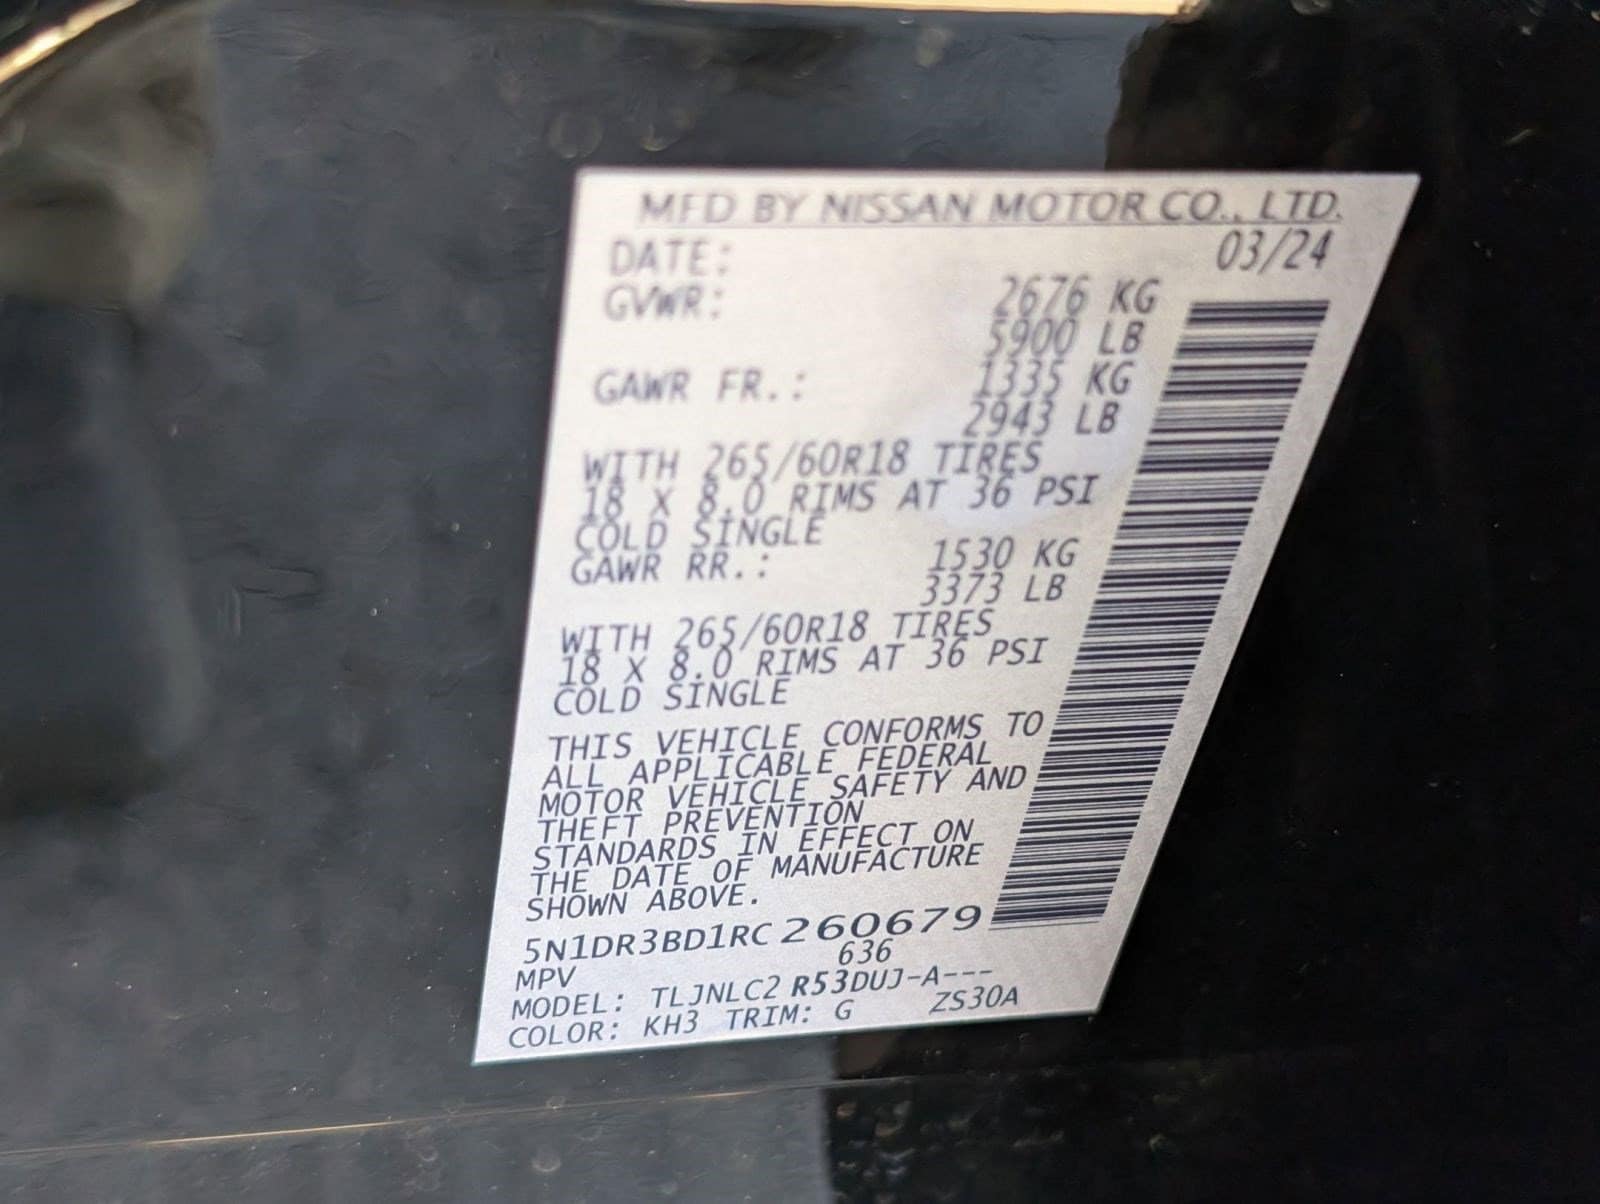 MFD BY NISSAN MOTOR CO., LTD.
DATE: 03/24
GVWR: 2676 KG
5900 LB
GAWR FR.: 1335 KG
2943 LB
WITH 265/60R18 TIRES
18 X 8.0 RIMS AT 36 PSI
COLD SINGLE
GAWR RR.: 1530 KG
3373 LB
WITH 265/60R18 TIRES
18 X 8.0 RIMS AT 36 PSI
COLD SINGLE
THIS VEHICLE CONFORMS TO
ALL APPLICABLE FEDERAL
MOTOR VEHICLE SAFETY AND
THEFT PREVENTION
STANDARDS IN EFFECT ON
THE DATE OF MANUFACTURE
SHOWN ABOVE.
5N1DR3BD1RC260679
MPV 636
MODEL: TLJNLC2 R53DUJ-A---
COLOR: KH3 TRIM: G ZS30A